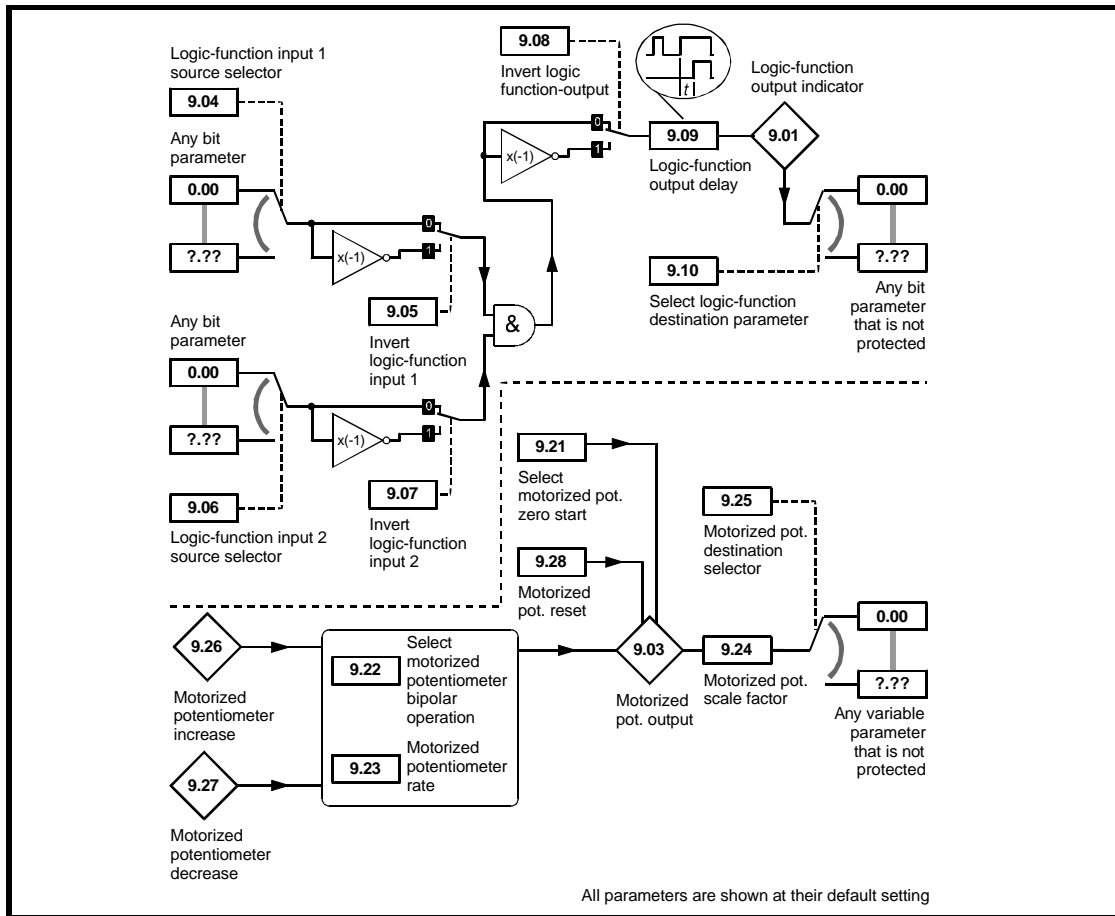 Logic-function input 1
source selector
9.04
Any bit
parameter
0.00
?.??
x(-1)
0
1
9.05
Invert
logic-function
input 1
Any bit
parameter
0.00
?.??
x(-1)
0
1
9.06
Logic-function input 2
source selector
9.07
Invert
logic-function
input 2
&
9.08
Invert logic
function-output
x(-1)
0
1
t
9.09
Logic-function
output delay
Logic-function
output indicator
9.01
9.10
Select logic-function
destination parameter
0.00
?.??
Any bit
parameter
that is not
protected
9.21
Select
motorized pot.
zero start
9.28
Motorized
pot. reset
9.25
Motorized pot.
destination
selector
9.26
Motorized
potentiometer
increase
9.27
Motorized
potentiometer
decrease
9.22
Select
motorized
potentiometer
bipolar
operation
9.23
Motorized
potentiometer
rate
9.03
Motorized
pot. output
9.24
Motorized pot.
scale factor
0.00
?.??
Any variable
parameter
that is not
protected
All parameters are shown at their default setting